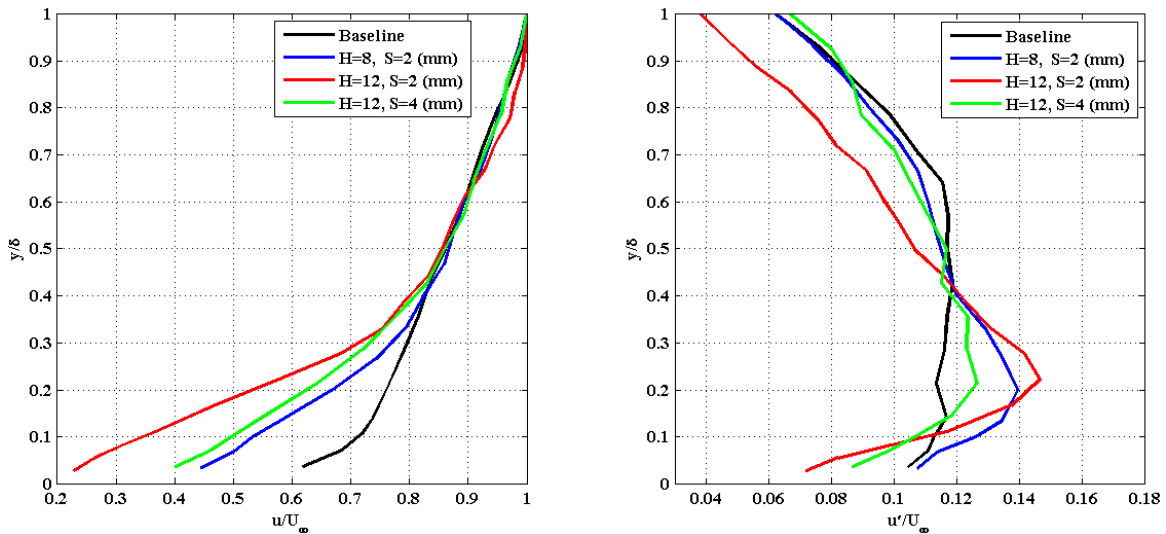 1
0.9
0.8
0.7
0.6
0.5
0.4
0.3
0.2
0.1
0
y/δ
0.2 0.3 0.4 0.5 0.6 0.7 0.8 0.9 1
u/U∞
Baseline
H=8, S=2 (mm)
H=12, S=2 (mm)
H=12, S=4 (mm)
1
0.9
0.8
0.7
0.6
0.5
0.4
0.3
0.2
0.1
0
y/δ
0.04 0.06 0.08 0.1 0.12 0.14 0.16 0.18
u'/U∞
Baseline
H=8, S=2 (mm)
H=12, S=2 (mm)
H=12, S=4 (mm)